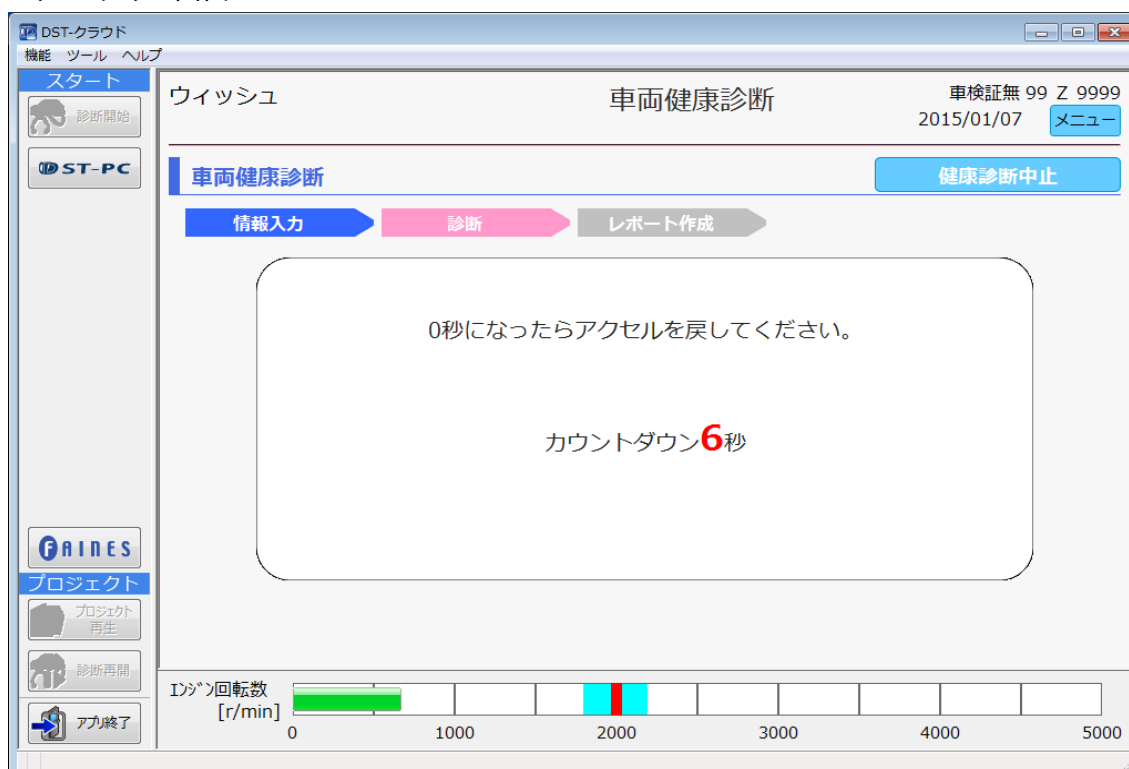 DST-クラウド
機能 ツール ヘルプ
スタート
診断開始
DST-PC
ウィッシュ
車両健康診断
車検証無 99 Z 9999
2015/01/07
メニュー
車両健康診断
健康診断中止
情報入力
診断
レポート作成
0秒になったらアクセルを戻してください。
カウントダウン6秒
FAINES
プロジェクト
プロジェクト
再生
診断再開
アプリ終了
エンジン回転数
[r/min]
0 1000 2000 3000 4000 5000